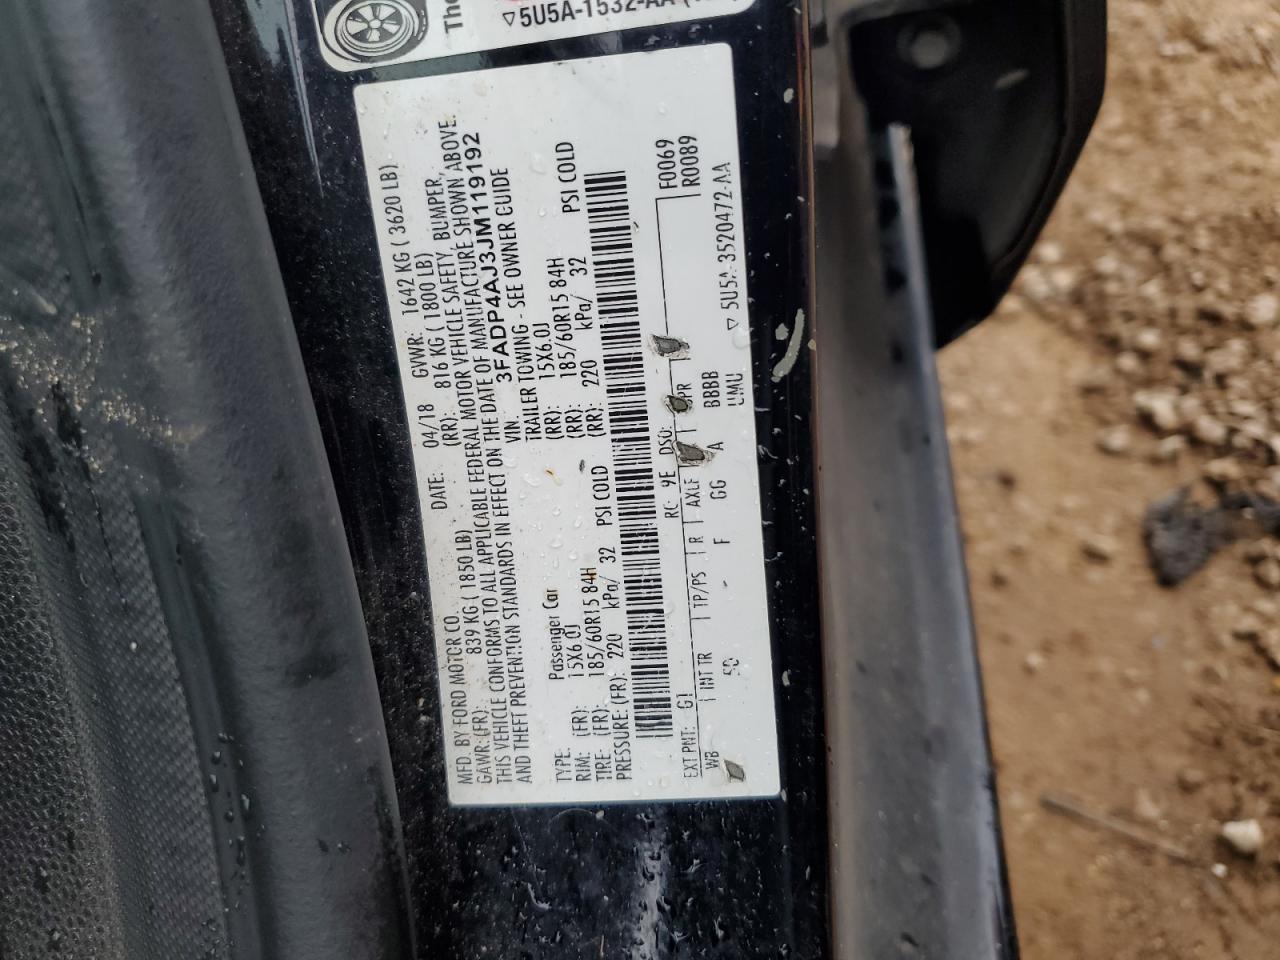 ▽5U5A-1532-AA
MFD. BY FORD MOTOR CO. DATE: 04/18 GVWR: 1642 KG ( 3620 LB)
GAWR: (FR): 839 KG ( 1850 LB) (RR): 816 KG ( 1800 LB)
THIS VEHICLE CONFORMS TO ALL APPLICABLE FEDERAL MOTOR VEHICLE SAFETY, BUMPER,
AND THEFT PREVENTION STANDARDS IN EFFECT ON THE DATE OF MANUFACTURE SHOWN ABOVE.
VIN: 3FADP4AJ3JM119192
TYPE: Passenger Car TRAILER TOWING - SEE OWNER GUIDE
RIM: (FR): 15X6.0J (RR): 15X6.0J
TIRE: (FR): 185/60R15 84H (RR): 185/60R15 84H
PRESSURE: (FR): 220 kPa/ 32 PSI COLD (RR): 220 kPa/ 32 PSI COLD
F0069
EXT PNT: G1 RC: 9E DSO: R0089
WB INT TR TP/PS R AXLE
5D - F GG A BBBB
UMU
▽ 5U5A-3520472-AA